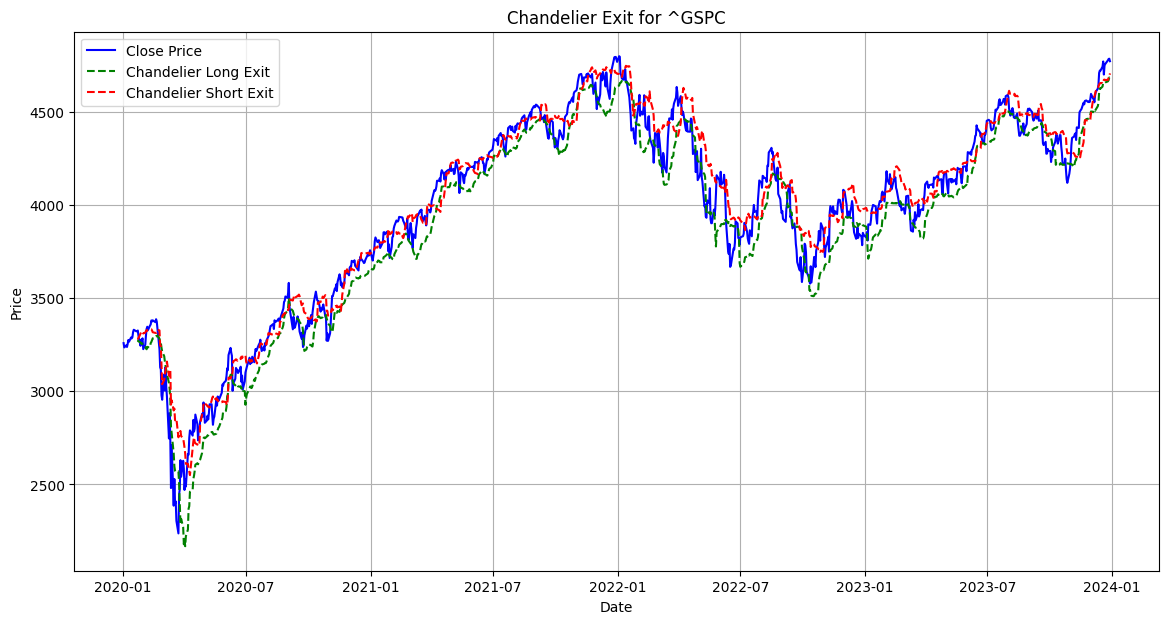 Chandelier Exit for ^GSPC
Close Price
Chandelier Long Exit
Chandelier Short Exit
Price
4500
4000
3500
3000
2500
2020-01 2020-07 2021-01 2021-07 2022-01 2022-07 2023-01 2023-07 2024-01
Date